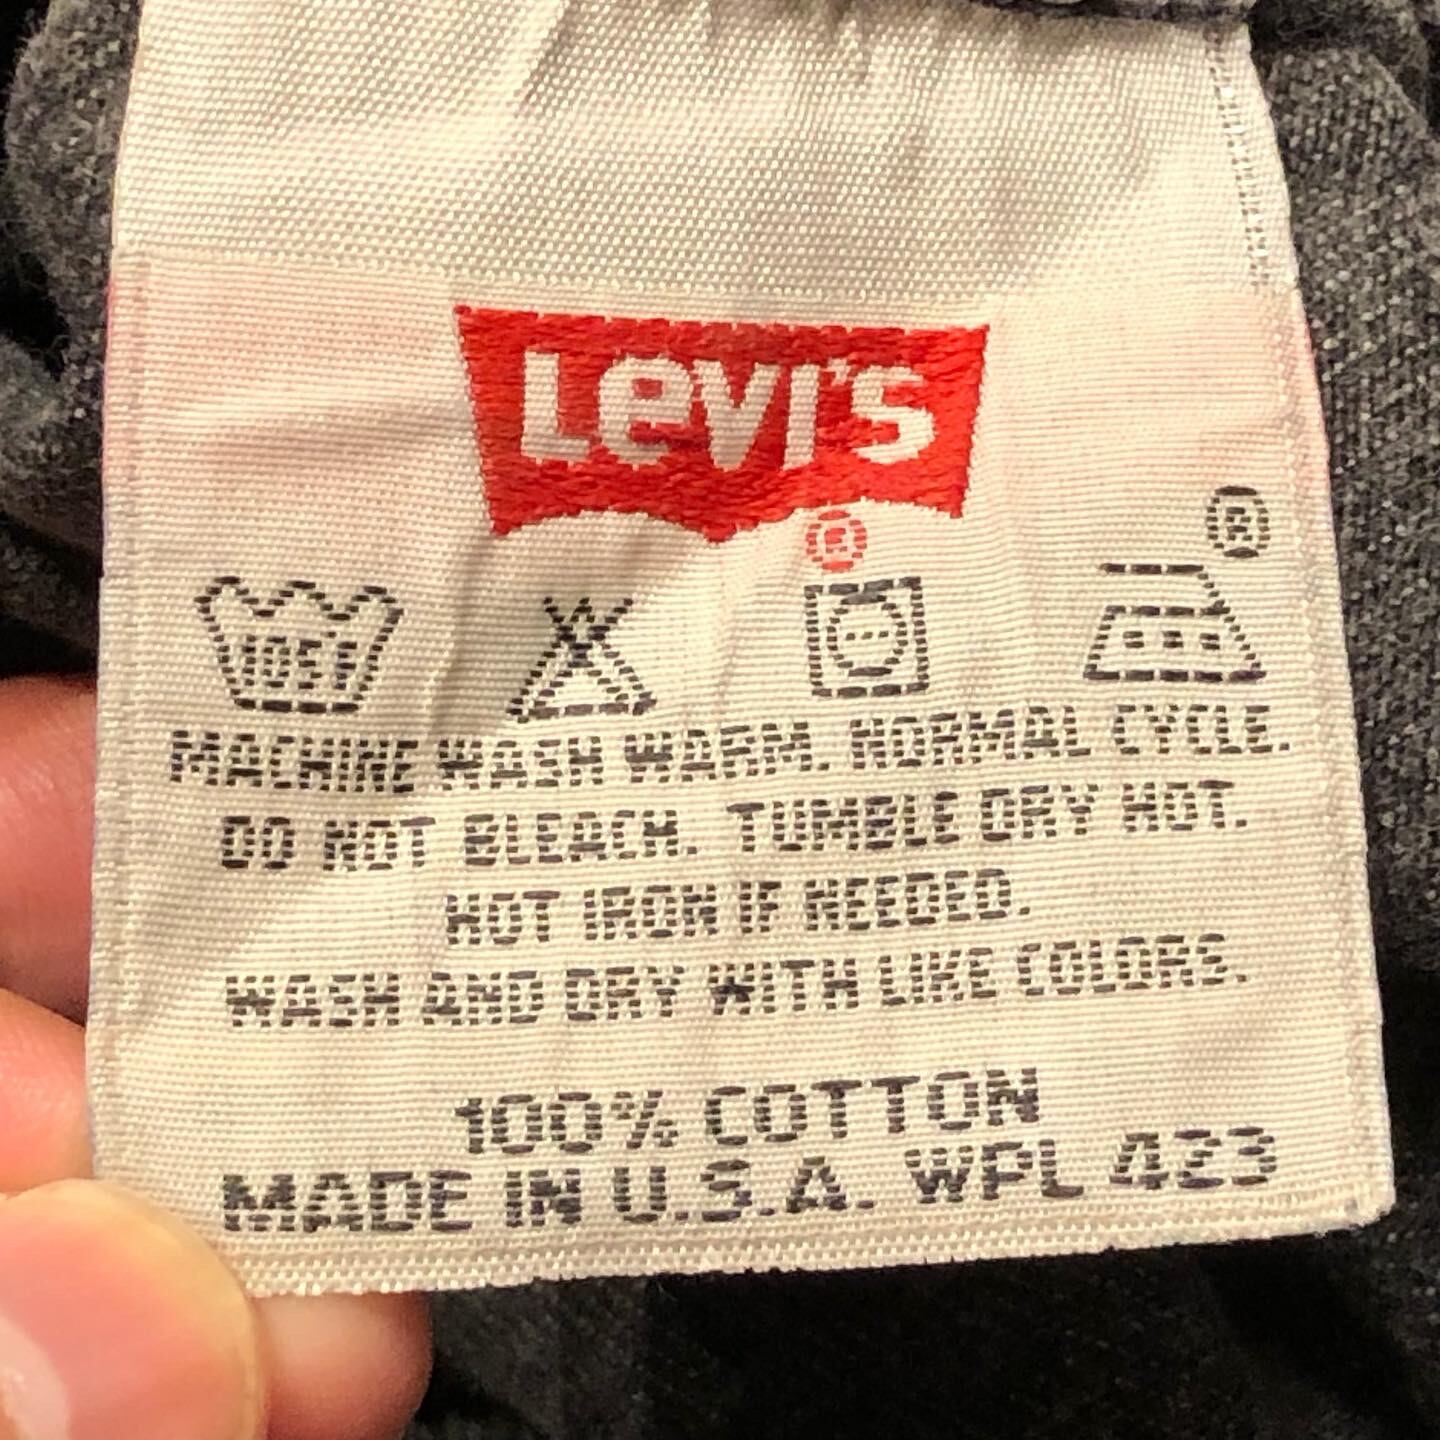 Levi's
®
®
105°F
MACHINE WASH WARM. NORMAL CYCLE.
DO NOT BLEACH. TUMBLE DRY HOT.
HOT IRON IF NEEDED.
WASH AND DRY WITH LIKE COLORS.
100% COTTON
MADE IN U.S.A. WPL 423